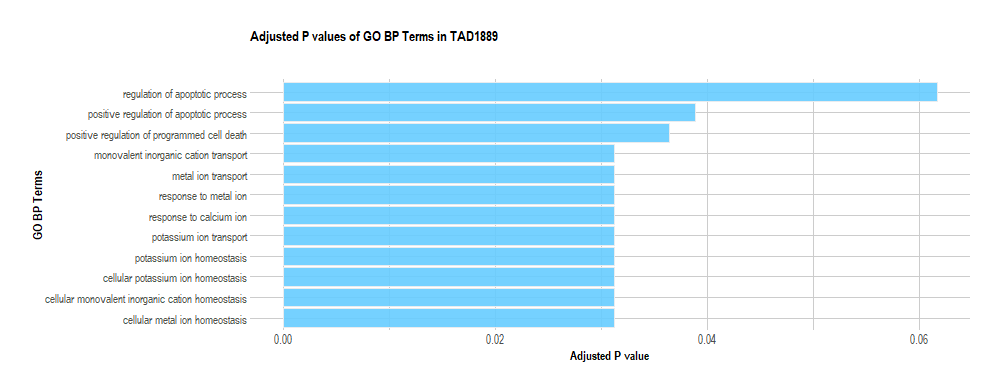 Adjusted P values of GO BP Terms in TAD1889
regulation of apoptotic process
positive regulation of apoptotic process
positive regulation of programmed cell death
monovalent inorganic cation transport
metal ion transport
response to metal ion
response to calcium ion
potassium ion transport
potassium ion homeostasis
cellular potassium ion homeostasis
cellular monovalent inorganic cation homeostasis
cellular metal ion homeostasis
GO BP Terms
0.00 0.02 0.04 0.06
Adjusted P value